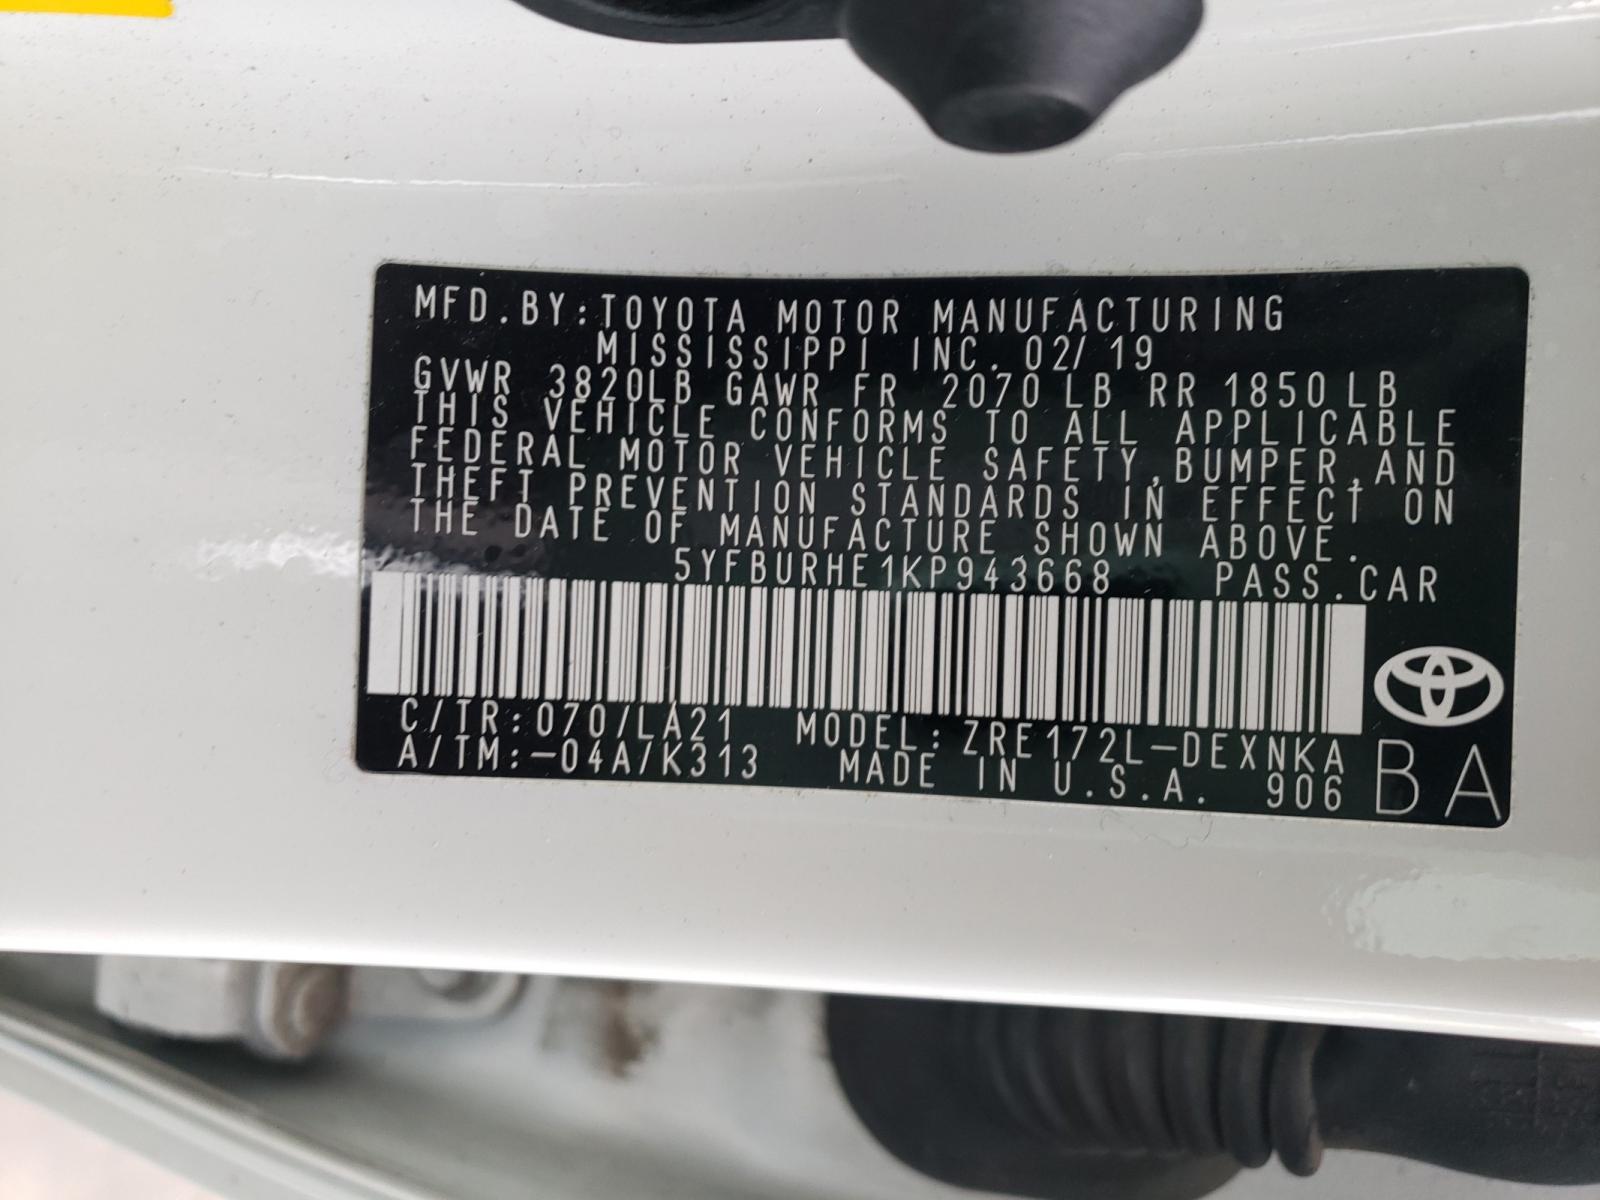 MFD.BY:TOYOTA MOTOR MANUFACTURING
MISSISSIPPI INC. 02/19
GVWR 3820LB GAWR FR 2070LB RR 1850LB
THIS VEHICLE CONFORMS TO ALL APPLICABLE
FEDERAL MOTOR VEHICLE SAFETY,BUMPER,AND
THEFT PREVENTION STANDARDS IN EFFECT ON
THE DATE OF MANUFACTURE SHOWN ABOVE.
5YFBURHE1KP943668 PASS.CAR
C/TR:070/LA21 MODEL:ZRE172L-DEXNKA
A/TM:-04A/K313 MADE IN U.S.A. 906
BA